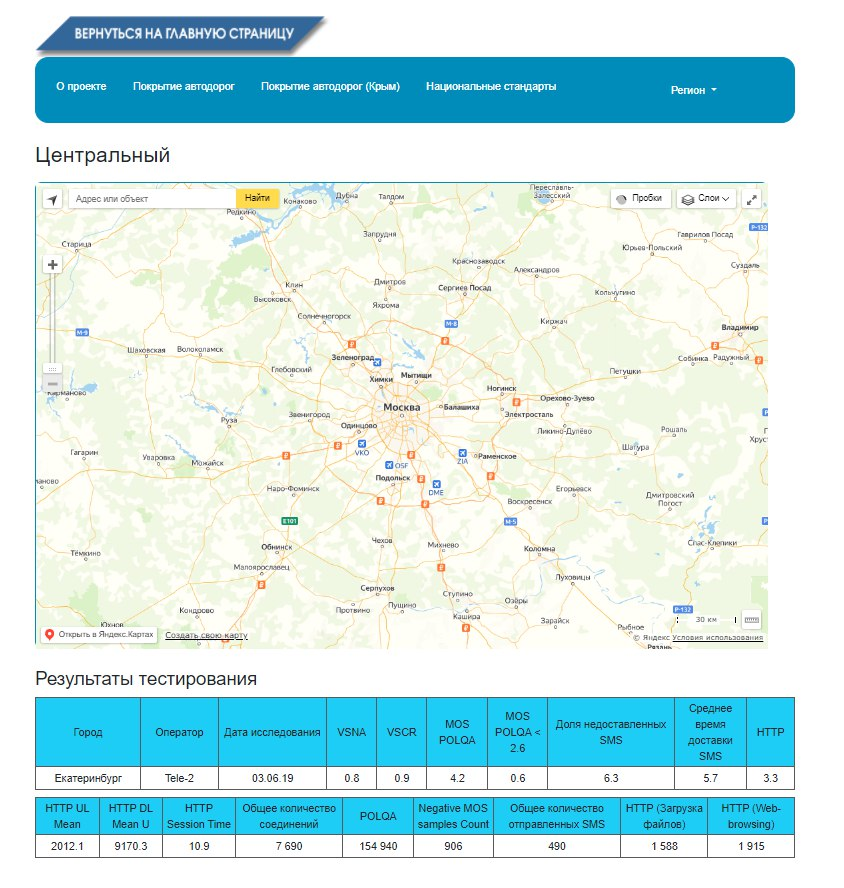 ВЕРНУТЬСЯ НА ГЛАВНУЮ СТРАНИЦУ
О проекте Покрытие автодорог Покрытие автодорог (Крым) Национальные стандарты Регион
Центральный
Адрес или объект Найти Пробки Слои
Переславль-Залесский
Дубна Талдом
Редкино Конаково
Р-132
Старица Запрудня Гаврилов Посад
Юрьев-Польский
Краснозаводск Александров Суздаль
Клин Дмитров Сергиев Посад
Высоковск Кольчугино
Яхрома
Солнечногорск М-8 Киржач
М-9 Владимир
Шаховская Волоколамск Зеленоград Собинка Радужный
Глебовский Мытищи Петушки
Химки Ногинск
Карманово Орехово-Зуево
Звенигород Москва Балашиха Электросталь
Руза Одинцово Ликино-Дулёво Рошаль
Хрус
Гагарин VKO Шатура
Уваровка Можайск OSF ZIA Раменское
Подольск
маново Наро-Фоминск DME Егорьевск Дмитровский Погост
Воскресенск
E101 М-5
Чехов Спас-Клепики
Тёмкино Обнинск Михнево Коломна
Малоярославец
Луховицы
Серпухов Ступино
Кондрово Протвино Пущино Озёры Р-132
Юхнов Кашира Зарайск Рыбное 30 км
Открыть в Яндекс.Картах Создать свою карту © Яндекс Условия использования
Рязань
Результаты тестирования
Город Оператор Дата исследования VSNA VSCR MOS POLQA MOS POLQA < 2.6 Доля недоставленных SMS Среднее время доставки SMS HTTP
Екатеринбург Tele-2 03.06.19 0.8 0.9 4.2 0.6 6.3 5.7 3.3
HTTP UL Mean HTTP DL Mean U HTTP Session Time Общее количество соединений POLQA Negative MOS samples Count Общее количество отправленных SMS HTTP (Загрузка файлов) HTTP (Web-browsing)
2012.1 9170.3 10.9 7 690 154 940 906 490 1 588 1 915